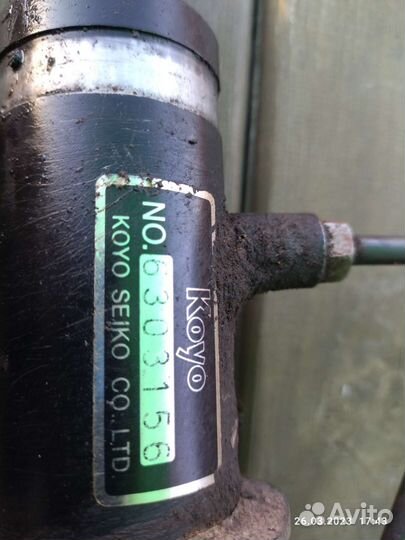 Koyo
NO. 6303156
KOYO SEIKO CO.,LTD.
26.03.2023 17:43
Avito